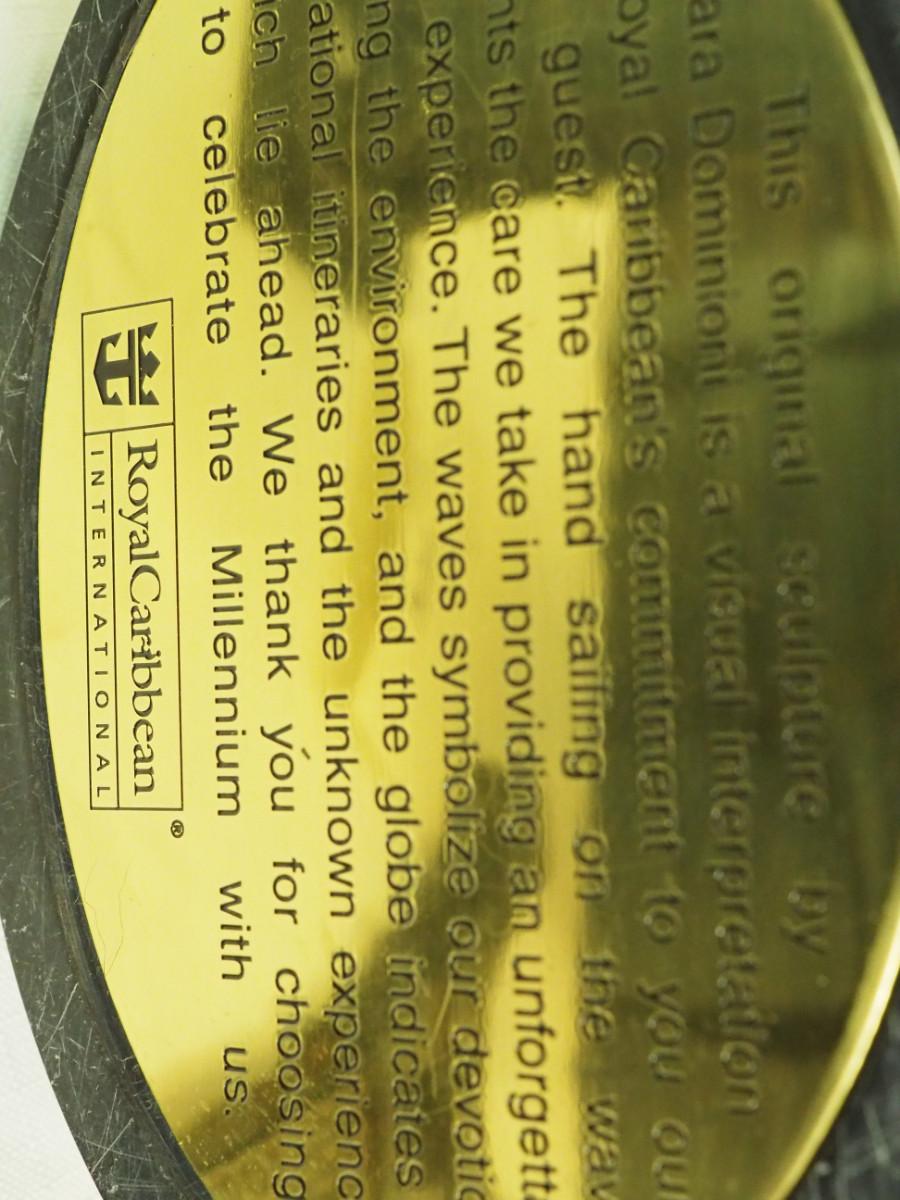 This original sculpture by
ara Dominioni is a visual interpretation
oyal Caribbean's commitment to you ou
guest. The hand sailing on the wav
nts the care we take in providing an unforgetta
experience. The waves symbolize our devotio
ng the environment, and the globe indicates
ational itineraries and the unknown experienc
ich lie ahead. We thank you for choosing
to celebrate the Millennium with us.
RoyalCaribbean
INTERNATIONAL ®